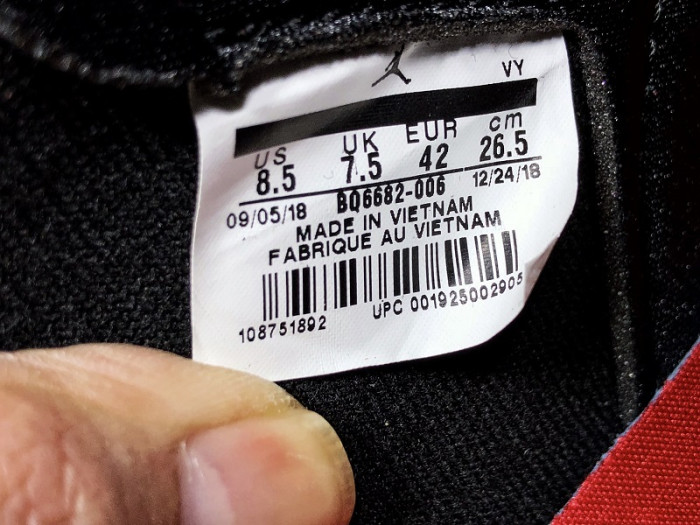 VY
US UK EUR cm
8.5 7.5 42 26.5
09/05/18 BQ6682-006 12/24/18
MADE IN VIETNAM
FABRIQUE AU VIETNAM
108751892 UPC 001925002905